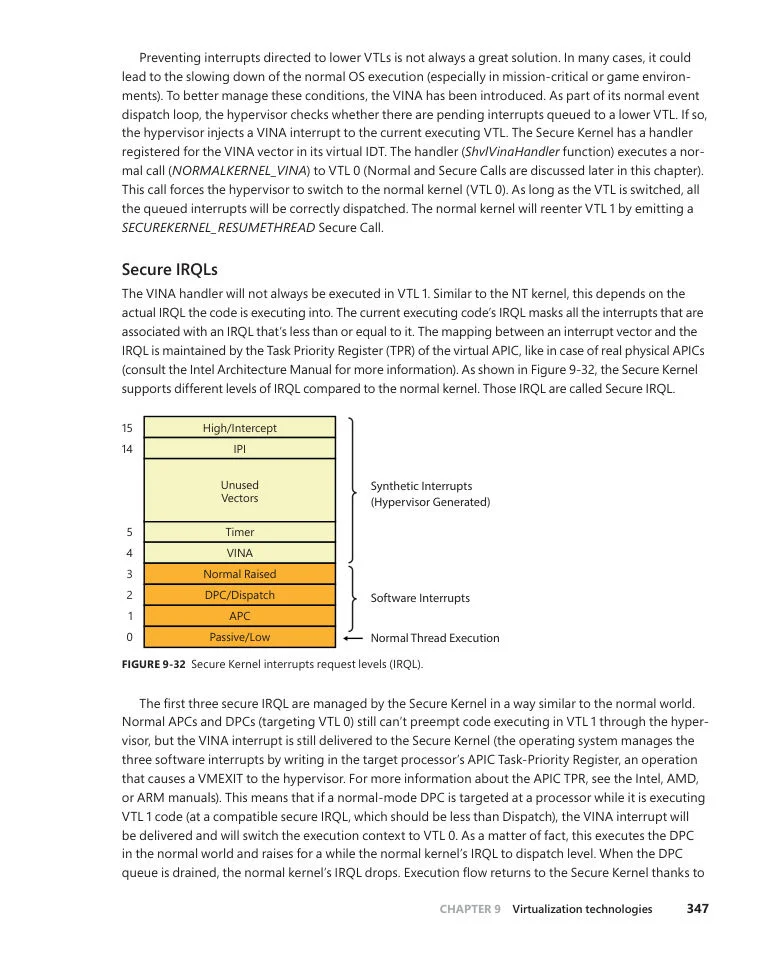 Preventing interrupts directed to lower VTLs is not always a great solution. In many cases, it could
lead to the slowing down of the normal OS execution (especially in mission-critical or game environ-
ments). To better manage these conditions, the VINA has been introduced. As part of its normal event
dispatch loop, the hypervisor checks whether there are pending interrupts queued to a lower VTL. If so,
the hypervisor injects a VINA interrupt to the current executing VTL. The Secure Kernel has a handler
registered for the VINA vector in its virtual IDT. The handler (ShvlVinaHandler function) executes a nor-
mal call (NORMALKERNEL_VINA) to VTL 0 (Normal and Secure Calls are discussed later in this chapter).
This call forces the hypervisor to switch to the normal kernel (VTL 0). As long as the VTL is switched, all
the queued interrupts will be correctly dispatched. The normal kernel will reenter VTL 1 by emitting a
SECUREKERNEL_RESUMETHREAD Secure Call.
Secure IRQLs
The VINA handler will not always be executed in VTL 1. Similar to the NT kernel, this depends on the
actual IRQL the code is executing into. The current executing code's IRQL masks all the interrupts that are
associated with an IRQL that's less than or equal to it. The mapping between an interrupt vector and the
IRQL is maintained by the Task Priority Register (TPR) of the virtual APIC, like in case of real physical APICs
(consult the Intel Architecture Manual for more information). As shown in Figure 9-32, the Secure Kernel
supports different levels of IRQL compared to the normal kernel. Those IRQL are called Secure IRQL.
15 High/Intercept
14 IPI
Unused
Vectors
Synthetic Interrupts
(Hypervisor Generated)
5 Timer
4 VINA
3 Normal Raised
2 DPC/Dispatch
Software Interrupts
1 APC
0 Passive/Low
Normal Thread Execution
FIGURE 9-32 Secure Kernel interrupts request levels (IRQL).
The first three secure IRQL are managed by the Secure Kernel in a way similar to the normal world.
Normal APCs and DPCs (targeting VTL 0) still can't preempt code executing in VTL 1 through the hyper-
visor, but the VINA interrupt is still delivered to the Secure Kernel (the operating system manages the
three software interrupts by writing in the target processor's APIC Task-Priority Register, an operation
that causes a VMEXIT to the hypervisor. For more information about the APIC TPR, see the Intel, AMD,
or ARM manuals). This means that if a normal-mode DPC is targeted at a processor while it is executing
VTL 1 code (at a compatible secure IRQL, which should be less than Dispatch), the VINA interrupt will
be delivered and will switch the execution context to VTL 0. As a matter of fact, this executes the DPC
in the normal world and raises for a while the normal kernel's IRQL to dispatch level. When the DPC
queue is drained, the normal kernel's IRQL drops. Execution flow returns to the Secure Kernel thanks to
CHAPTER 9 Virtualization technologies 347